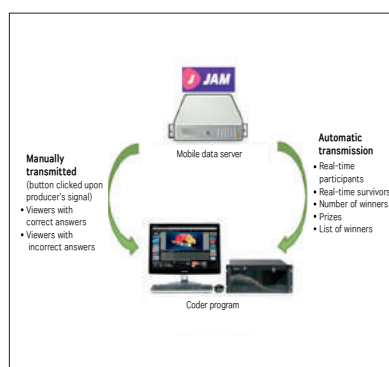 JAM
Mobile data server
Manually
transmitted
(button clicked upon
producer's signal)
• Viewers with
correct answers
• Viewers with
incorrect answers
Automatic
transmission
• Real-time
participants
• Real-time survivors
• Number of winners
• Prizes
• List of winners
Coder program